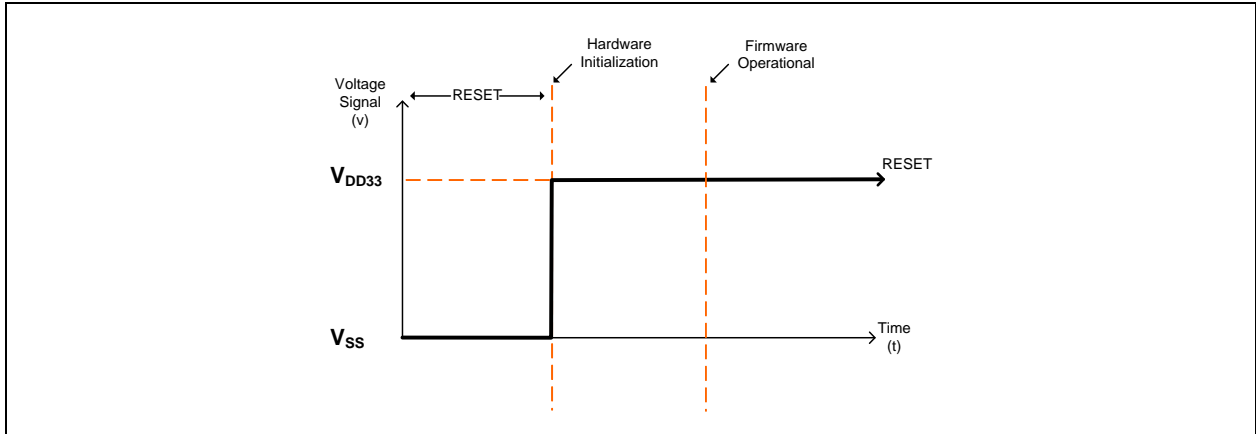 Hardware
Initialization
Firmware
Operational
Voltage
Signal
(v)
RESET
VDD33
RESET
VSS
Time
(t)